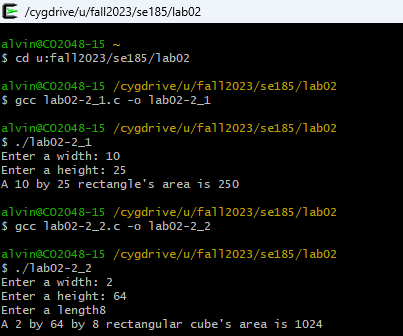 /cygdrive/u/fall2023/se185/lab02
alvin@CO2048-15 ~
$ cd u:fall2023/se185/lab02
alvin@CO2048-15 /cygdrive/u/fall2023/se185/lab02
$ gcc lab02-2_1.c -o lab02-2_1
alvin@CO2048-15 /cygdrive/u/fall2023/se185/lab02
$ ./lab02-2_1
Enter a width: 10
Enter a height: 25
A 10 by 25 rectangle's area is 250
alvin@CO2048-15 /cygdrive/u/fall2023/se185/lab02
$ gcc lab02-2_2.c -o lab02-2_2
alvin@CO2048-15 /cygdrive/u/fall2023/se185/lab02
$ ./lab02-2_2
Enter a width: 2
Enter a height: 64
Enter a length8
A 2 by 64 by 8 rectangular cube's area is 1024